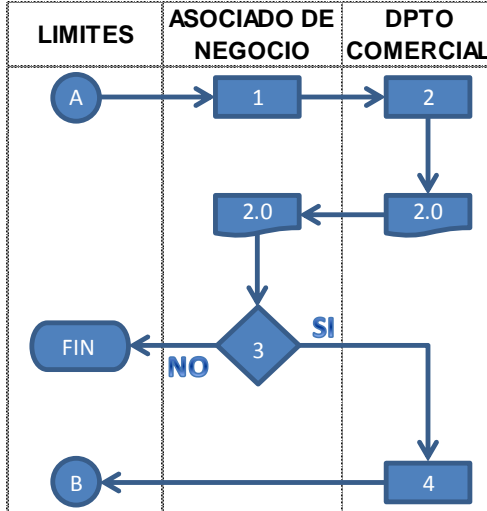 LIMITES
ASOCIADO DE
NEGOCIO
DPTO
COMERCIAL
A
1
2
2.0
2.0
FIN
NO
3
SI
B
4